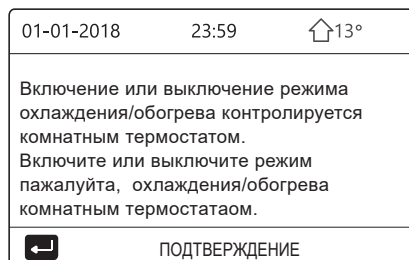 01-01-2018 23:59 13°
Включение или выключение режима
охлаждения/обогрева контролируется
комнатным термостатом.
Включите или выключите режим
пажалуйта, охлаждения/обогрева
комнатным термостатаом.
ПОДТВЕРЖДЕНИЕ